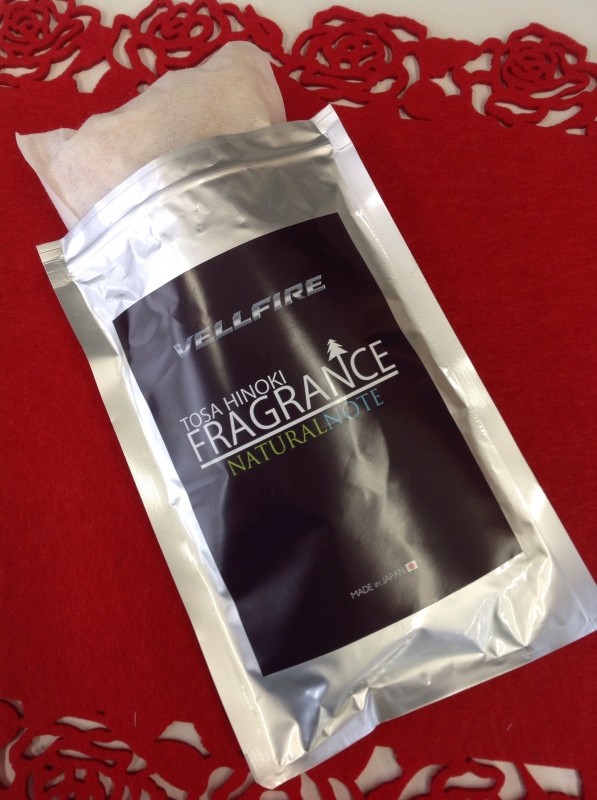 VELLFIRE
TOSA HINOKI
FRAGRANCE
NATURALNOTE
MADE in JAPAN